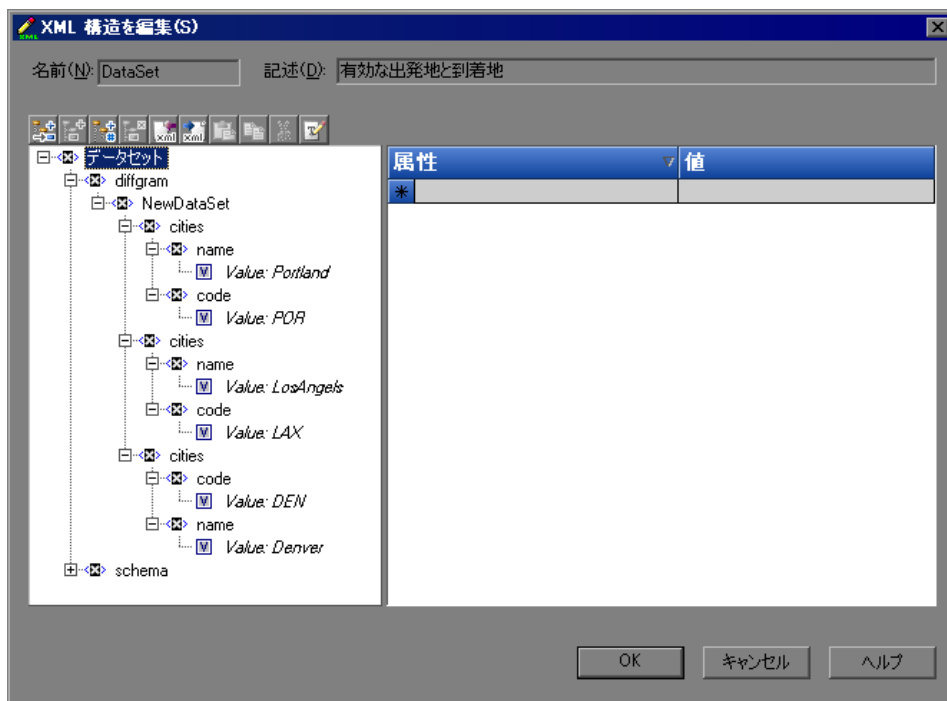 XML 構造を編集(S)
名前(N): DataSet 記述(D): 有効な出発地と到着地
データセット
属性 値
diffgram
NewDataSet
cities
name
Value: Portland
code
Value: POR
cities
name
Value: LosAngels
code
Value: LAX
cities
code
Value: DEN
name
Value: Denver
schema
OK キャンセル ヘルプ